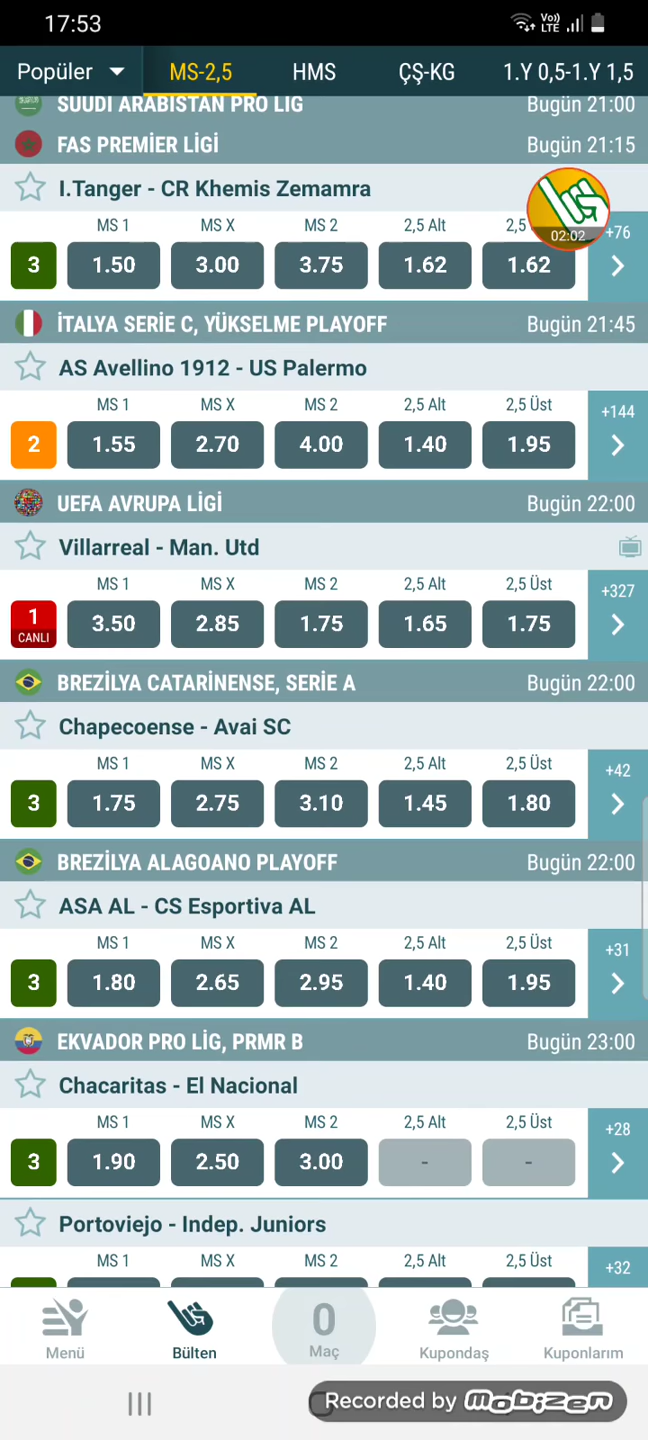 17:53
Vo)) LTE
Popüler MS-2,5 HMS ÇŞ-KG 1.Y 0,5-1.Y 1,5
SUUDİ ARABİSTAN PRO LİG Bugün 21:00
FAS PREMİER LİGİ Bugün 21:15
I.Tanger - CR Khemis Zemamra
MS 1 MS X MS 2 2,5 Alt 2,5 +76
02:02
3 1.50 3.00 3.75 1.62 1.62
İTALYA SERİE C, YÜKSELME PLAYOFF Bugün 21:45
AS Avellino 1912 - US Palermo
MS 1 MS X MS 2 2,5 Alt 2,5 Üst +144
2 1.55 2.70 4.00 1.40 1.95
UEFA AVRUPA LİGİ Bugün 22:00
Villarreal - Man. Utd
MS 1 MS X MS 2 2,5 Alt 2,5 Üst +327
1 CANLI 3.50 2.85 1.75 1.65 1.75
BREZİLYA CATARİNENSE, SERİE A Bugün 22:00
Chapecoense - Avai SC
MS 1 MS X MS 2 2,5 Alt 2,5 Üst +42
3 1.75 2.75 3.10 1.45 1.80
BREZİLYA ALAGOANO PLAYOFF Bugün 22:00
ASA AL - CS Esportiva AL
MS 1 MS X MS 2 2,5 Alt 2,5 Üst +31
3 1.80 2.65 2.95 1.40 1.95
EKVADOR PRO LİG, PRMR B Bugün 23:00
Chacaritas - El Nacional
MS 1 MS X MS 2 2,5 Alt 2,5 Üst +28
3 1.90 2.50 3.00 - -
Portoviejo - Indep. Juniors
MS 1 MS X MS 2 2,5 Alt 2,5 Üst +32
0
Menü Bülten Maç Kupondaş Kuponlarım
Recorded by mobizen